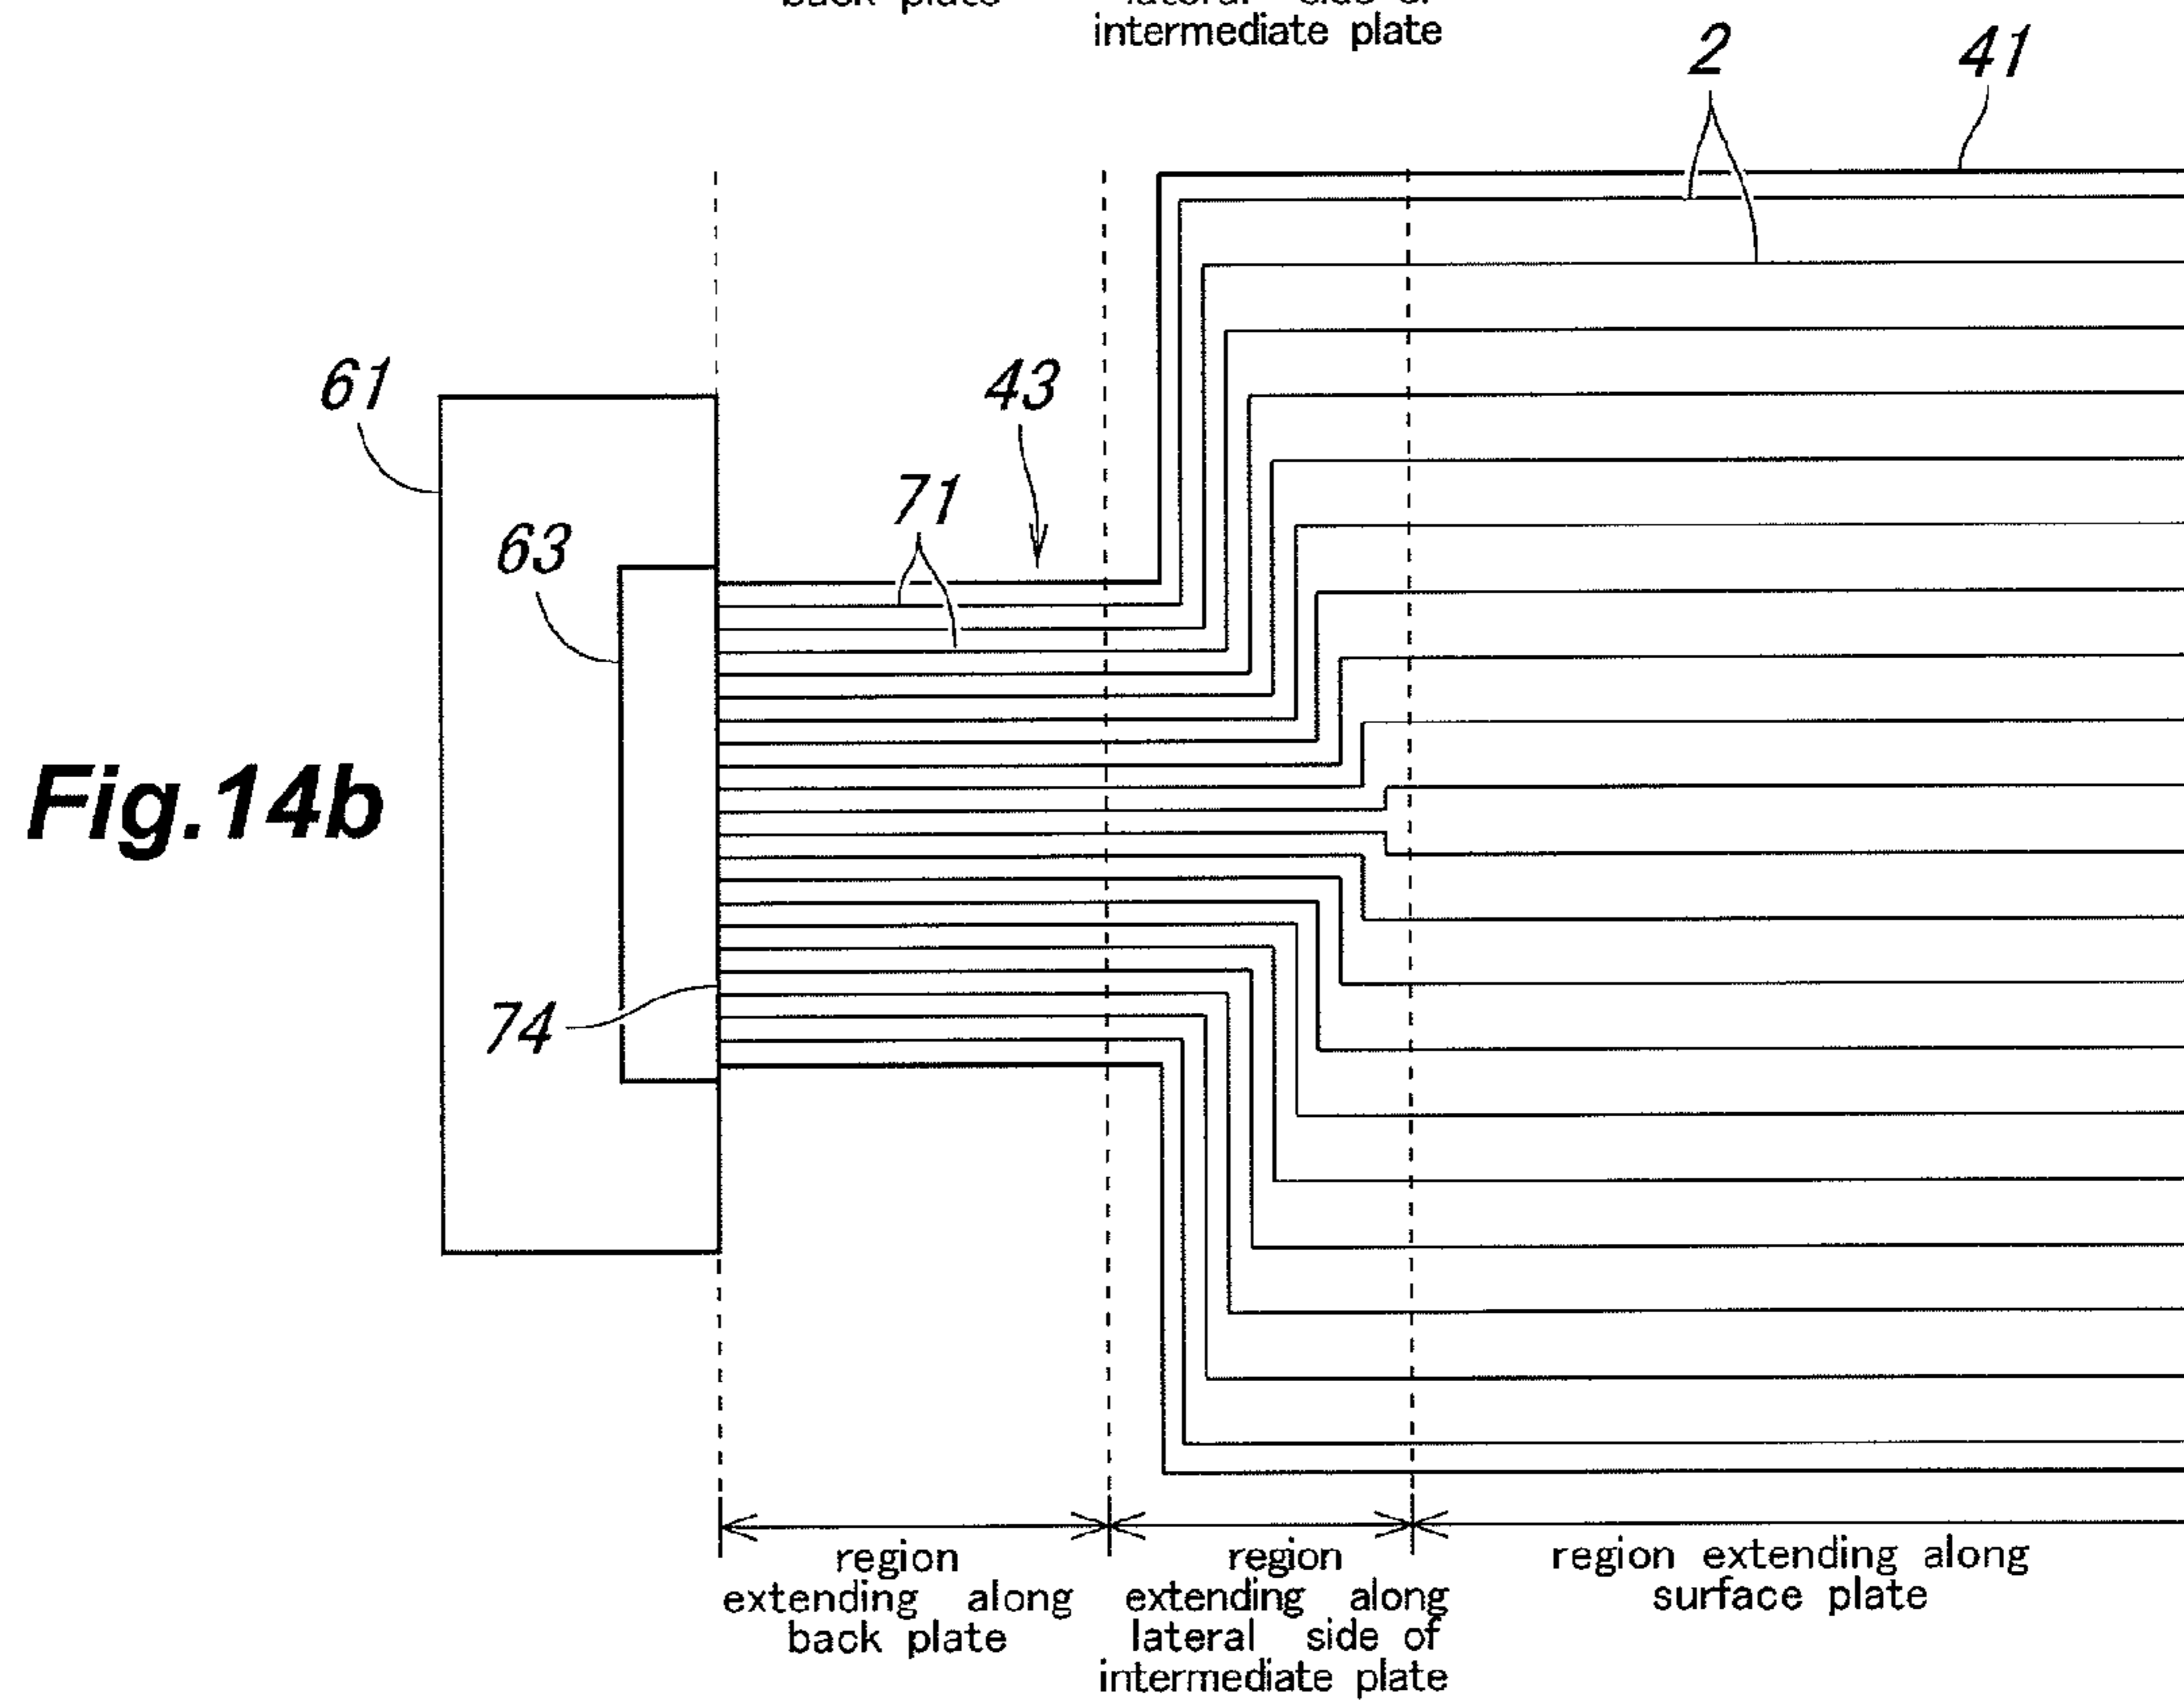 intermediate plate
2
41
61
43
71
63
Fig.14b
74
region extending along back plate
region extending along lateral side of intermediate plate
region extending along surface plate